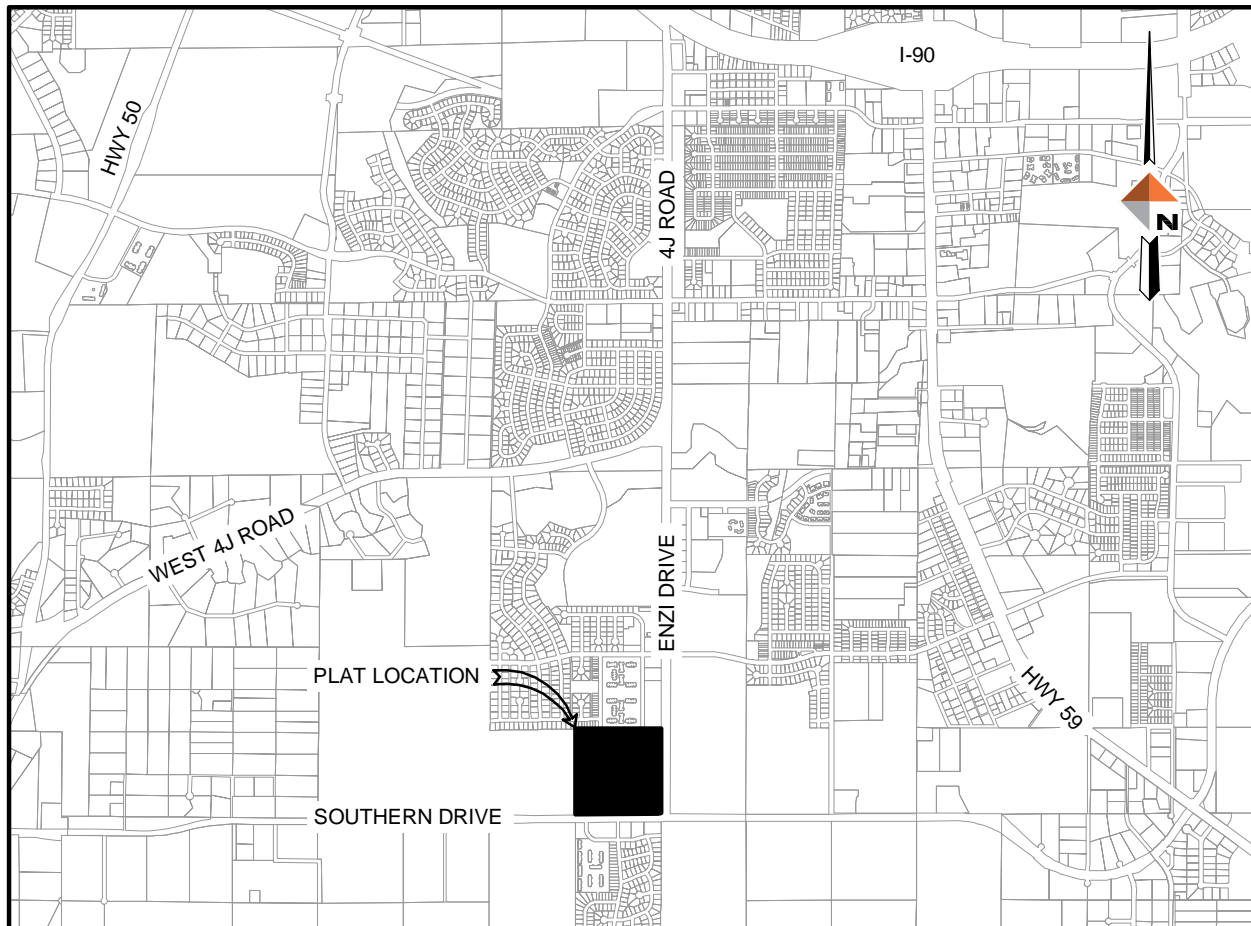 I-90
HWY 50
4J ROAD
N
WEST 4J ROAD
ENZI DRIVE
PLAT LOCATION
HWY 59
SOUTHERN DRIVE